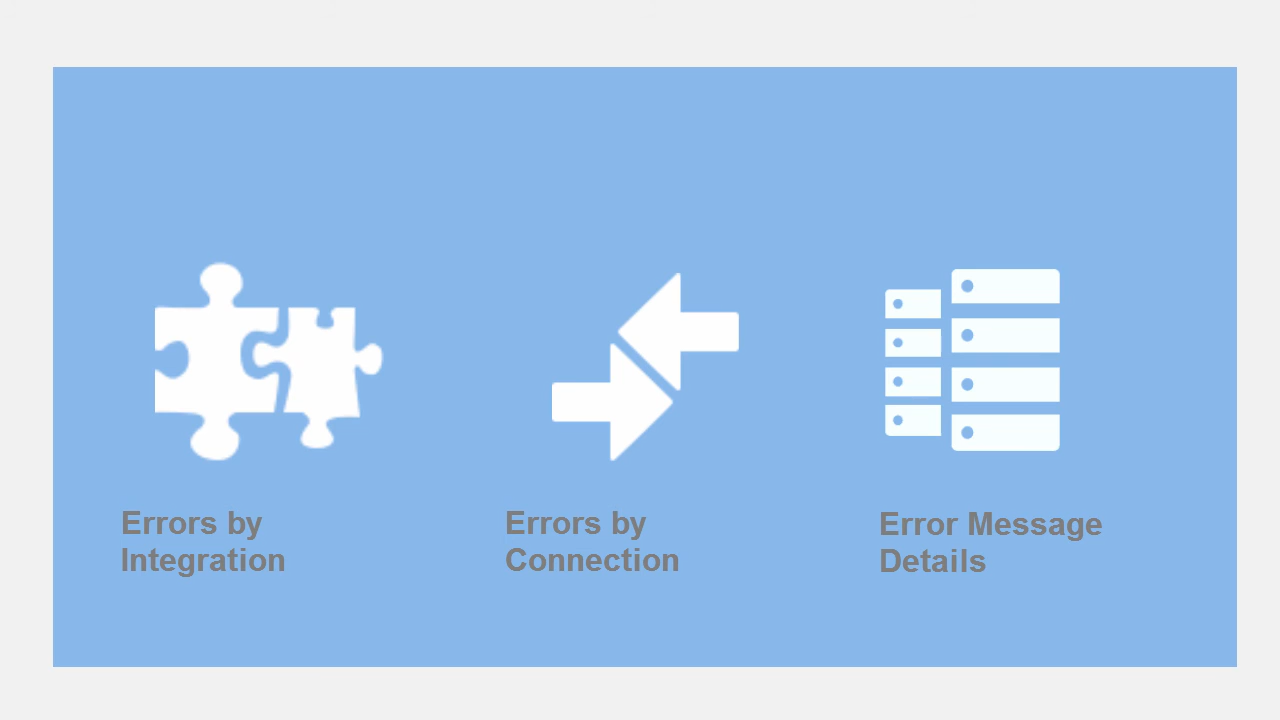 Errors by
Integration
Errors by
Connection
Error Message
Details